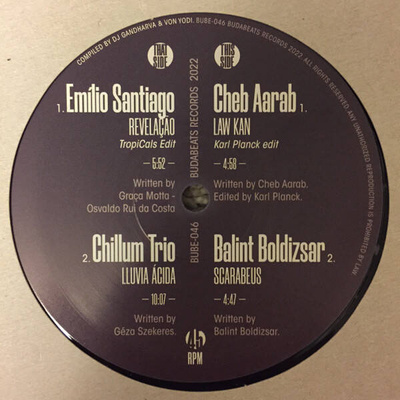 COMPILED BY DJ GANDHARVA & VON YODI. BUBE-046 BUDABEATS RECORDS 2022. ALL RIGHTS RESERVED. ANY UNAUTHORIZED REPRODUCTION IS PROHIBITED BY LAW.
THAT SIDE
1. Emílio Santiago
REVELAÇAO
TropiCals Edit
— 5:52 —
Written by
Graça Motta -
Osvaldo Rui da Costa
2. Chillum Trio
LLUVIA ÁCIDA
— 10:07 —
Written by
Géza Szekeres.
BUBE-046 BUDABEATS RECORDS 2022
THIS SIDE
Cheb Aarab 1.
LAW KAN
Karl Planck edit
— 4:58 —
Written by Cheb Aarab.
Edited by Karl Planck.
Balint Boldizsar 2.
SCARABEUS
— 4:47 —
Written by
Balint Boldizsar.
45
RPM